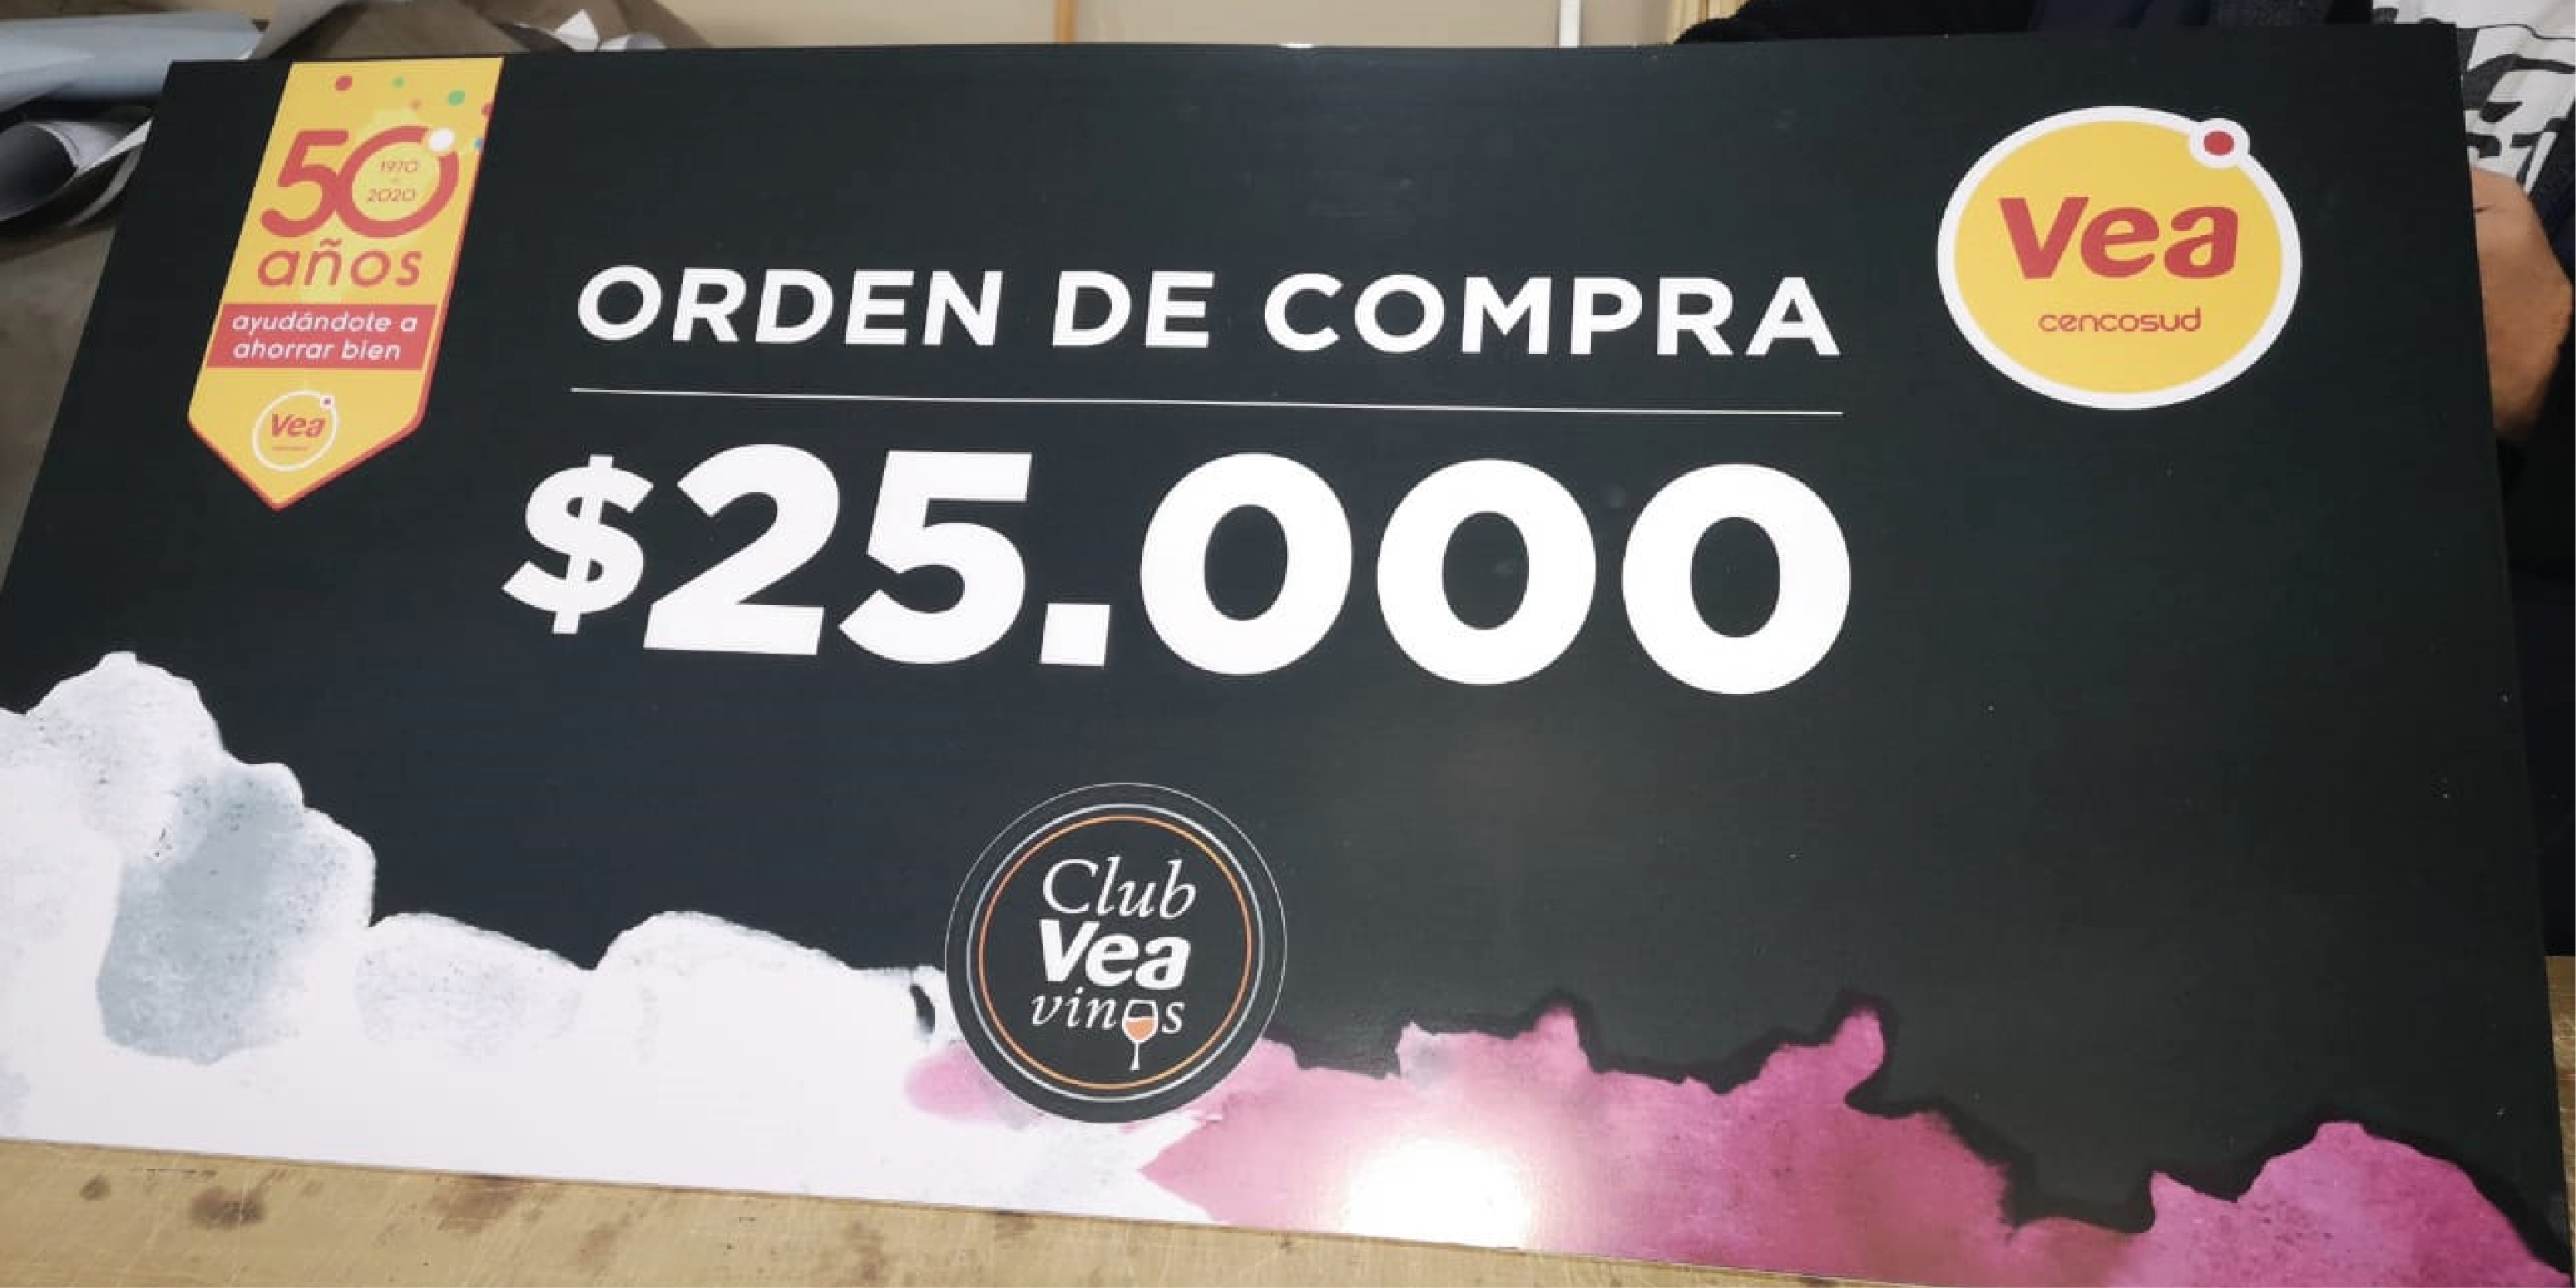 50
1970
-
2020
años
ayudándote a
ahorrar bien
Vea
Vea
cencosud
ORDEN DE COMPRA
$25.000
Club
Vea
vinos